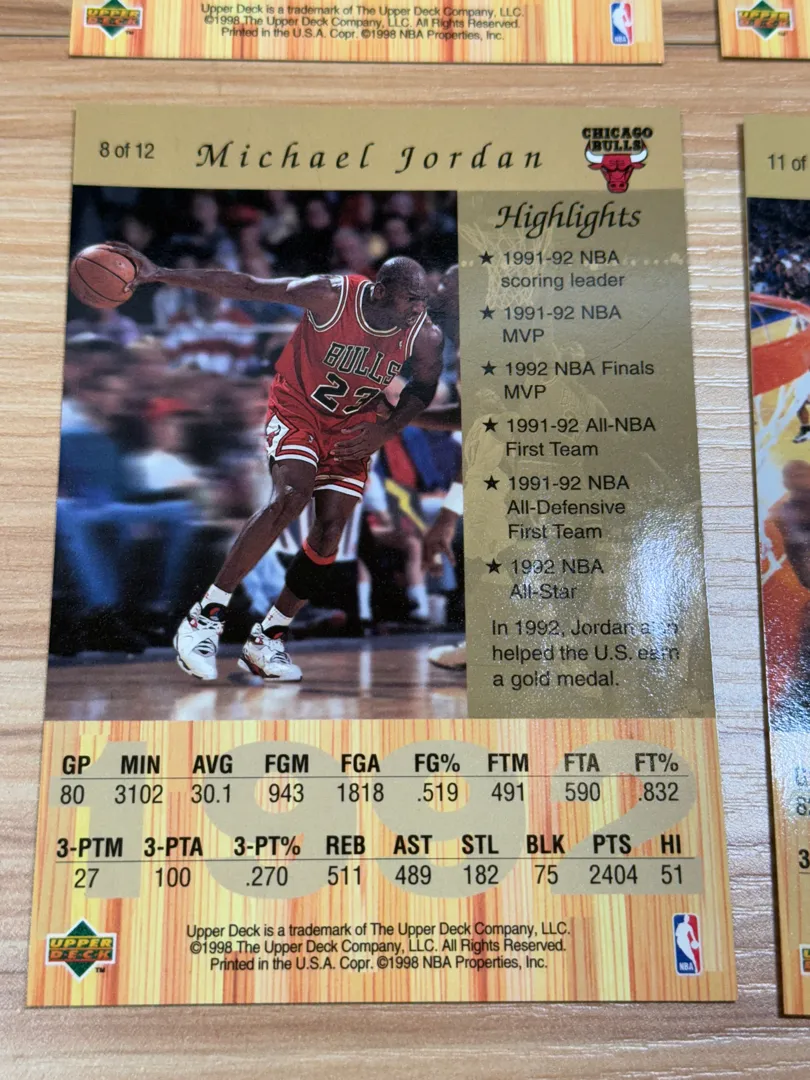 Upper Deck is a trademark of The Upper Deck Company, LLC.
©1998 The Upper Deck Company, LLC. All Rights Reserved.
Printed in the U.S.A. Copr. ©1998 NBA Properties, Inc.
UPPER
DECK
NBA
8 of 12
Michael Jordan
CHICAGO
BULLS
11 of
BULLS
23
Highlights
★ 1991-92 NBA
scoring leader
★ 1991-92 NBA
MVP
★ 1992 NBA Finals
MVP
★ 1991-92 All-NBA
First Team
★ 1991-92 NBA
All-Defensive
First Team
★ 1992 NBA
All-Star
In 1992, Jordan
helped the U.S. earn
a gold medal.
1992
GP MIN AVG FGM FGA FG% FTM FTA FT%
80 3102 30.1 943 1818 .519 491 590 .832
3-PTM 3-PTA 3-PT% REB AST STL BLK PTS HI
27 100 .270 511 489 182 75 2404 51
UPPER
DECK
TM
Upper Deck is a trademark of The Upper Deck Company, LLC.
©1998 The Upper Deck Company, LLC. All Rights Reserved.
Printed in the U.S.A. Copr. ©1998 NBA Properties, Inc.
NBA